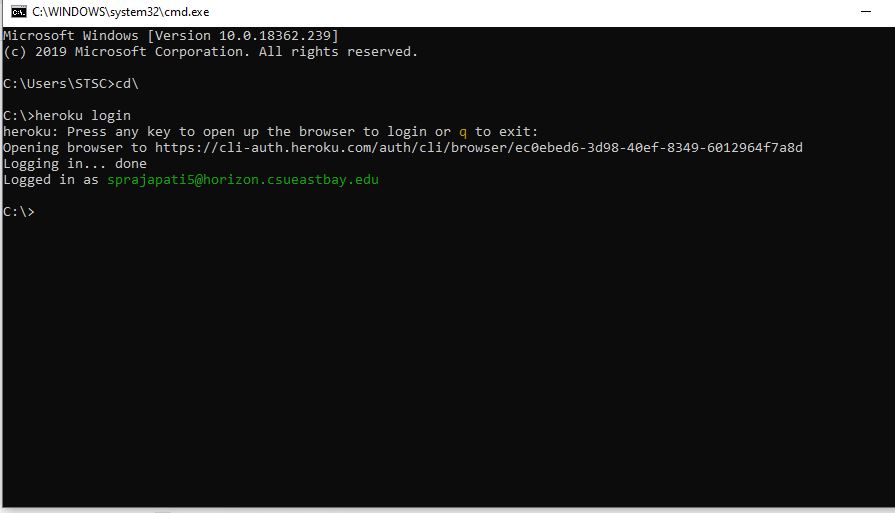 C:\WINDOWS\system32\cmd.exe
Microsoft Windows [Version 10.0.18362.239]
(c) 2019 Microsoft Corporation. All rights reserved.
C:\Users\STSC>cd\
C:\>heroku login
heroku: Press any key to open up the browser to login or q to exit:
Opening browser to https://cli-auth.heroku.com/auth/cli/browser/ec0ebed6-3d98-40ef-8349-6012964f7a8d
Logging in... done
Logged in as sprajapati5@horizon.csueastbay.edu
C:\>